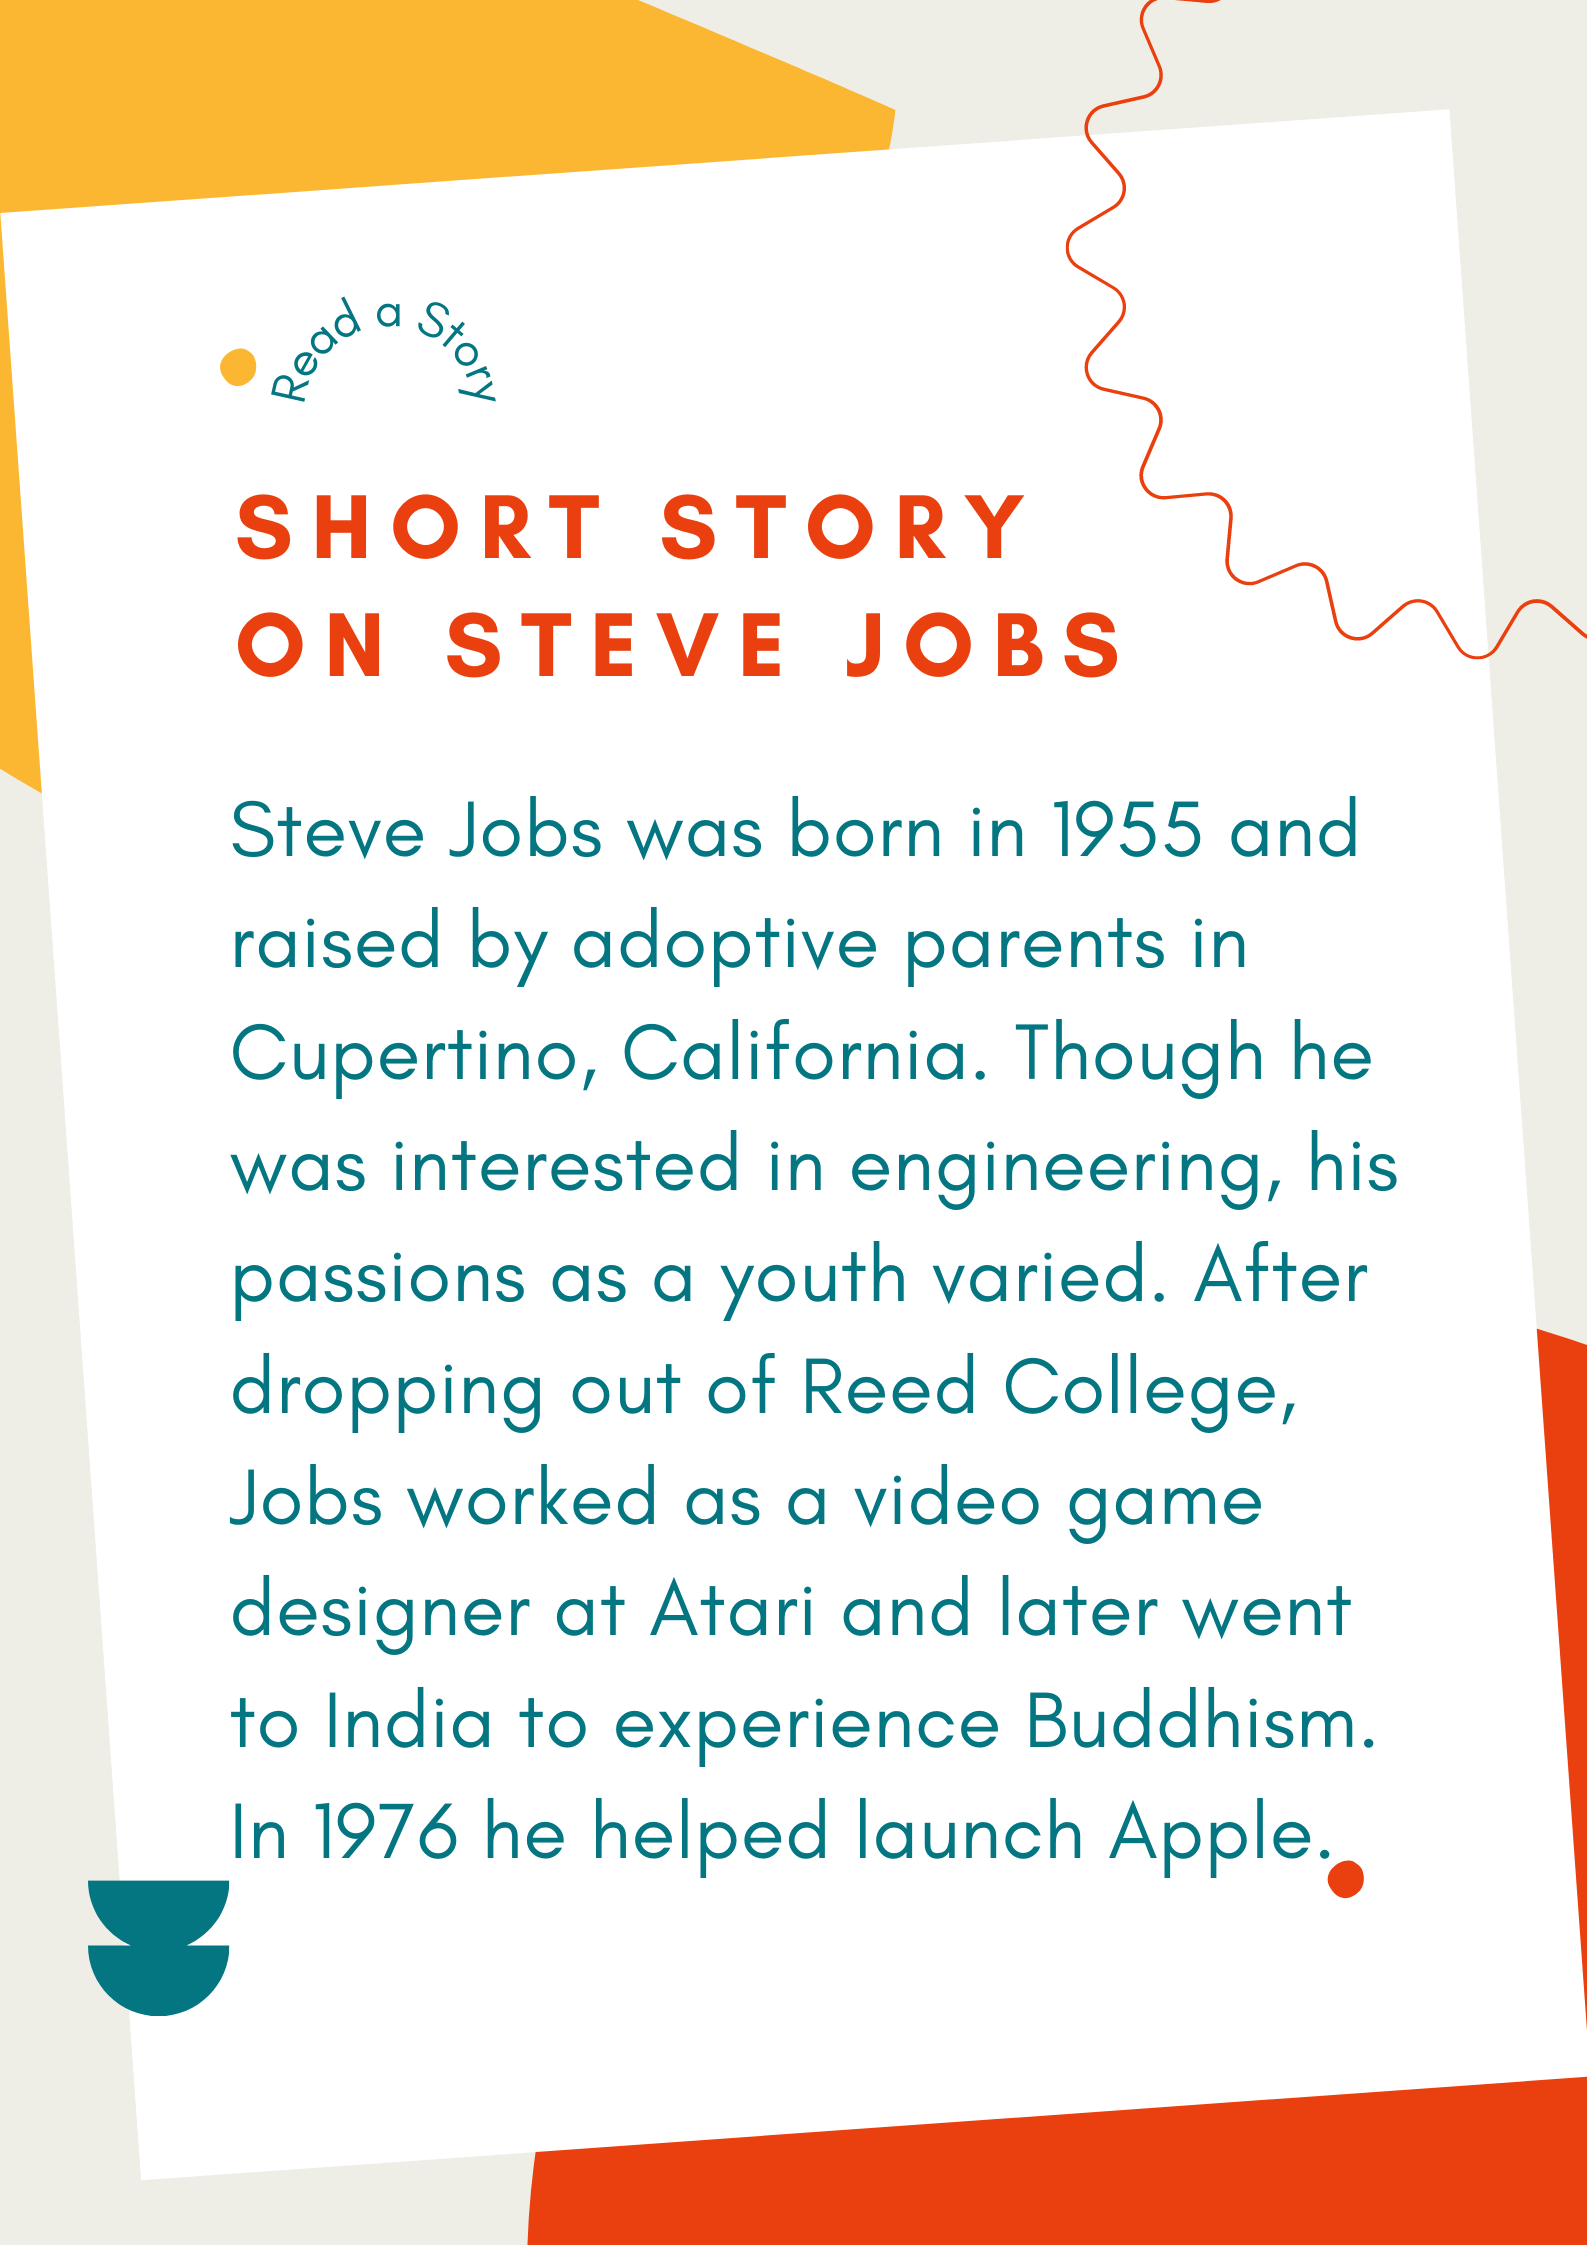 Read a Story
SHORT STORY
ON STEVE JOBS
Steve Jobs was born in 1955 and
raised by adoptive parents in
Cupertino, California. Though he
was interested in engineering, his
passions as a youth varied. After
dropping out of Reed College,
Jobs worked as a video game
designer at Atari and later went
to India to experience Buddhism.
In 1976 he helped launch Apple.